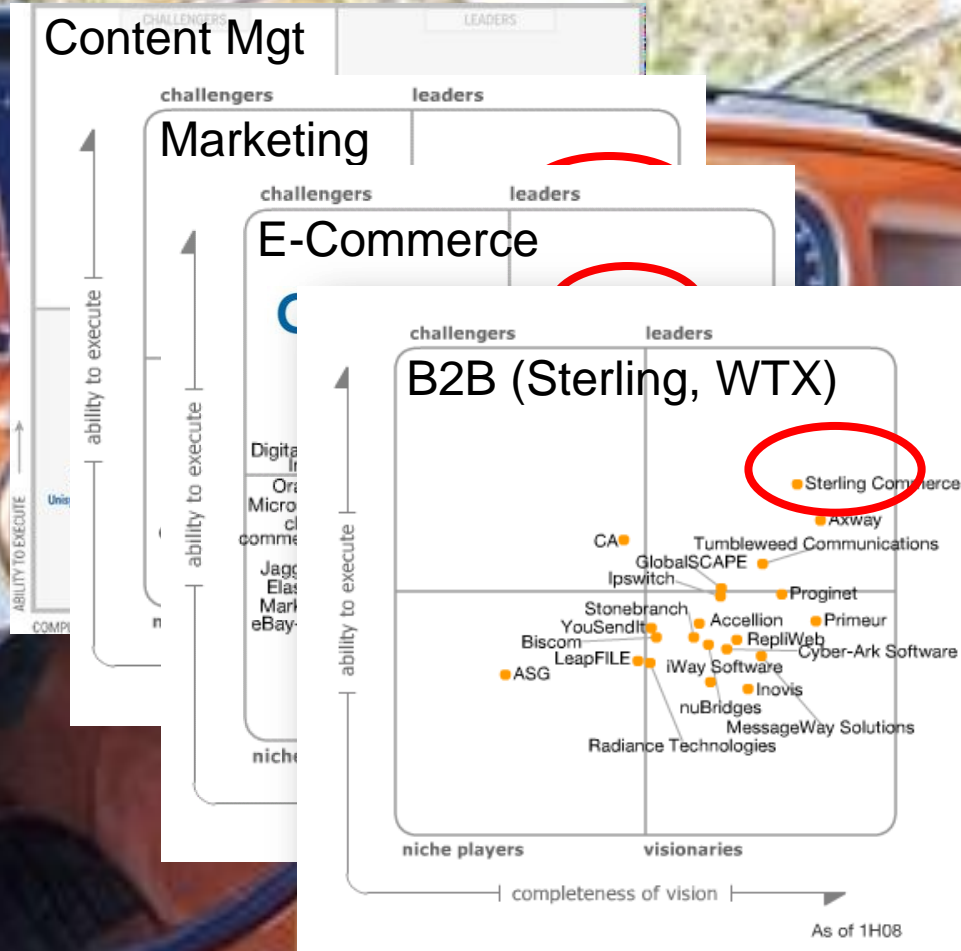 CHALLENGERS
LEADERS
Content Mgt
ABILITY TO EXECUTE
challengers
leaders
Marketing
ability to execute
challengers
leaders
E-Commerce
ability to execute
challengers
leaders
B2B (Sterling, WTX)
Sterling Commerce
Axway
CA
Tumbleweed Communications
GlobalSCAPE
Ipswitch
Proginet
Stonebranch
Accellion
Primeur
YouSendIt
Biscom
RepliWeb
Cyber-Ark Software
LeapFILE
iWay Software
ASG
Inovis
nuBridges
MessageWay Solutions
Radiance Technologies
ability to execute
niche players
visionaries
completeness of vision
As of 1H08